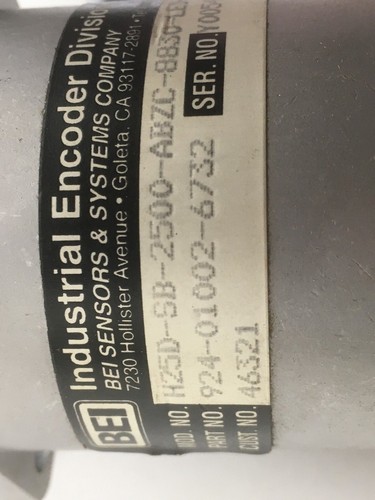 BEI
Industrial Encoder Division
BEI SENSORS & SYSTEMS COMPANY
7230 Hollister Avenue • Goleta, CA 93117-2891 •
MOD. NO. H25D-SB-2500-ABZC-8830-
PART NO. 924-01002-6732 SER. NO.
CUST. NO. 46321